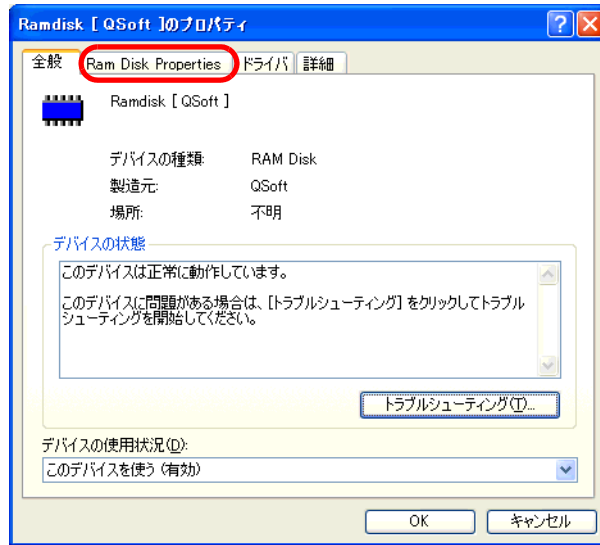 Ramdisk [ QSoft ]のプロパティ
全般 Ram Disk Properties ドライバ 詳細
Ramdisk [ QSoft ]
デバイスの種類: RAM Disk
製造元: QSoft
場所: 不明
デバイスの状態
このデバイスは正常に動作しています。
このデバイスに問題がある場合は、[トラブルシューティング] をクリックしてトラブル
シューティングを開始してください。
トラブルシューティング(T)...
デバイスの使用状況(D):
このデバイスを使う (有効)
OK キャンセル